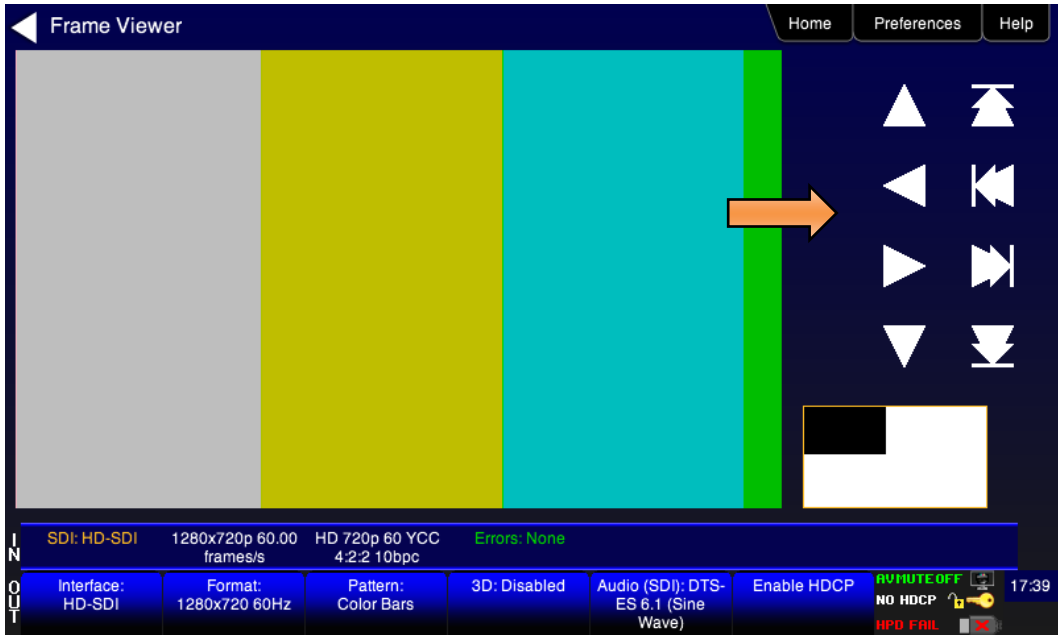 Frame Viewer
Home
Preferences
Help
IN
SDI: HD-SDI
1280x720p 60.00
frames/s
HD 720p 60 YCC
4:2:2 10bpc
Errors: None
OUT
Interface:
HD-SDI
Format:
1280x720 60Hz
Pattern:
Color Bars
3D: Disabled
Audio (SDI): DTS-
ES 6.1 (Sine
Wave)
Enable HDCP
AVMUTEOFF
NO HDCP
HPD FAIL
17:39